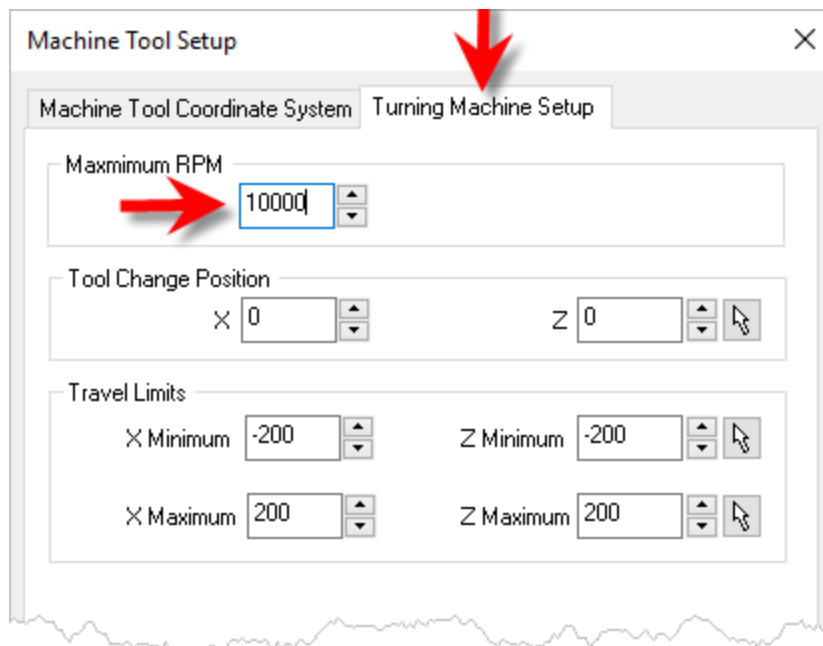 Machine Tool Setup
Machine Tool Coordinate System Turning Machine Setup
Maxmimum RPM
10000
Tool Change Position
X 0 Z 0
Travel Limits
X Minimum -200 Z Minimum -200
X Maximum 200 Z Maximum 200